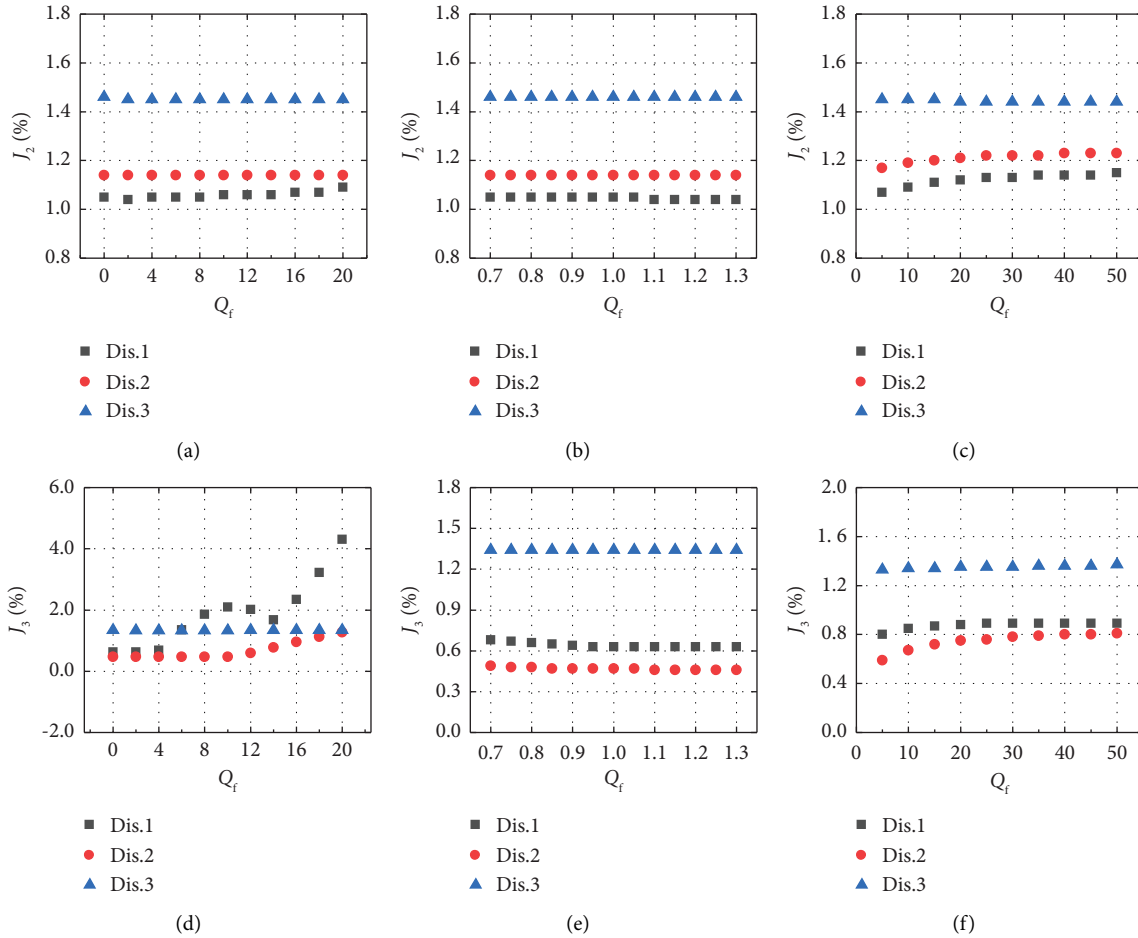 1.8
1.6
1.4
1.2
1.0
0.8
J2 (%)
0 4 8 12 16 20
Qf
Dis.1
Dis.2
Dis.3
(a)
1.8
1.6
1.4
1.2
1.0
0.8
J2 (%)
0.7 0.8 0.9 1.0 1.1 1.2 1.3
Qf
Dis.1
Dis.2
Dis.3
(b)
1.8
1.6
1.4
1.2
1.0
0.8
J2 (%)
0 10 20 30 40 50
Qf
Dis.1
Dis.2
Dis.3
(c)
6.0
4.0
2.0
0.0
-2.0
J3 (%)
0 4 8 12 16 20
Qf
Dis.1
Dis.2
Dis.3
(d)
1.8
1.5
1.2
0.9
0.6
0.3
0.0
J3 (%)
0.7 0.8 0.9 1.0 1.1 1.2 1.3
Qf
Dis.1
Dis.2
Dis.3
(e)
2.0
1.6
1.2
0.8
0.4
0.0
J3 (%)
0 10 20 30 40 50
Qf
Dis.1
Dis.2
Dis.3
(f)